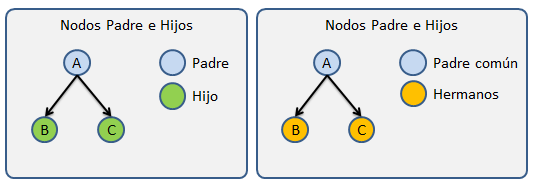 Nodos Padre e Hijos
A
Padre
Hijo
B
C
Nodos Padre e Hijos
A
Padre común
Hermanos
B
C